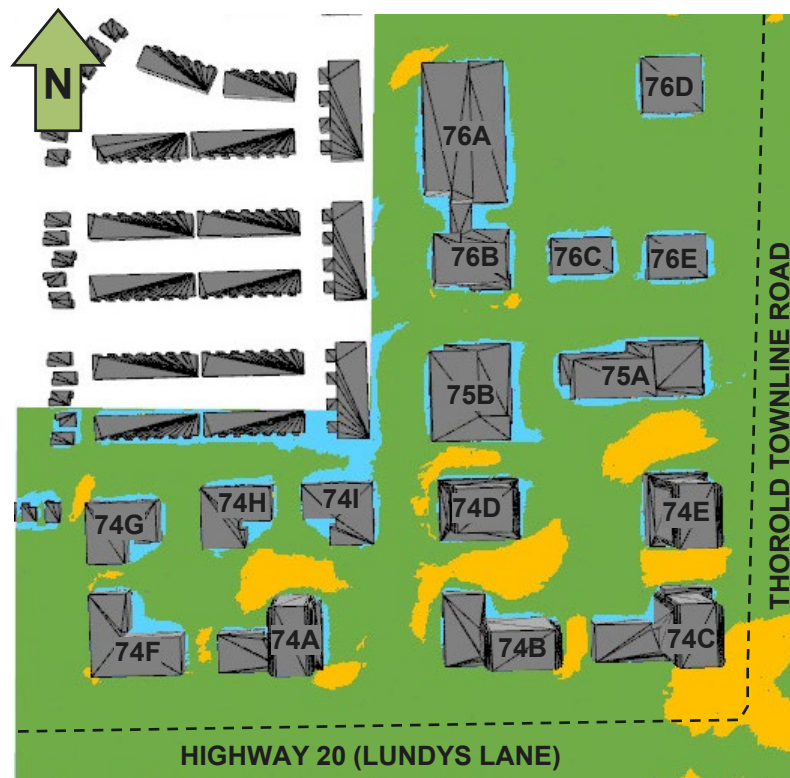 N
76D
76A
76B
76C
76E
75B
75A
74G
74H
74I
74D
74E
74F
74A
74B
74C
THOROLD TOWNLINE ROAD
HIGHWAY 20 (LUNDYS LANE)